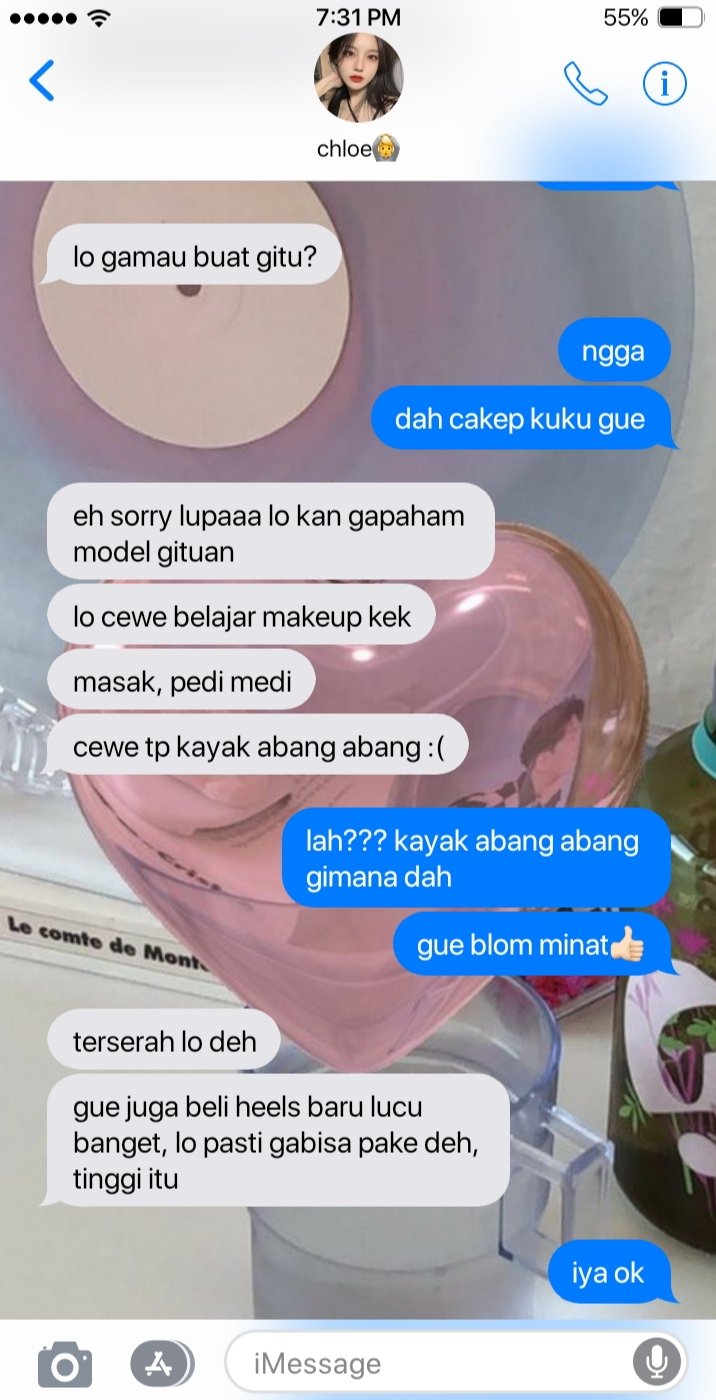 7:31 PM
55%
chloe👵
lo gamau buat gitu?
ngga
dah cakep kuku gue
eh sorry lupaaa lo kan gapaham
model gituan
lo cewe belajar makeup kek
masak, pedi medi
cewe tp kayak abang abang :(
lah??? kayak abang abang
gimana dah
gue blom minat👍🏻
Le comte de Mont
terserah lo deh
gue juga beli heels baru lucu
banget, lo pasti gabisa pake deh,
tinggi itu
iya ok
iMessage